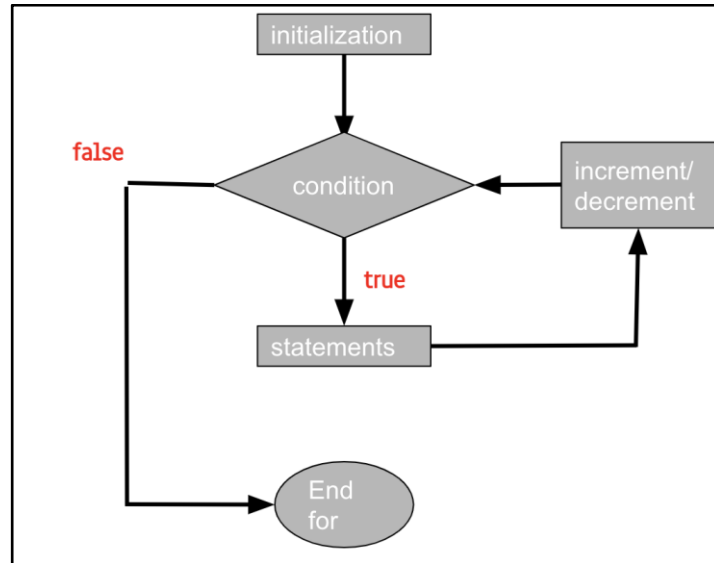 initialization
false
condition
increment/
decrement
true
statements
End
for